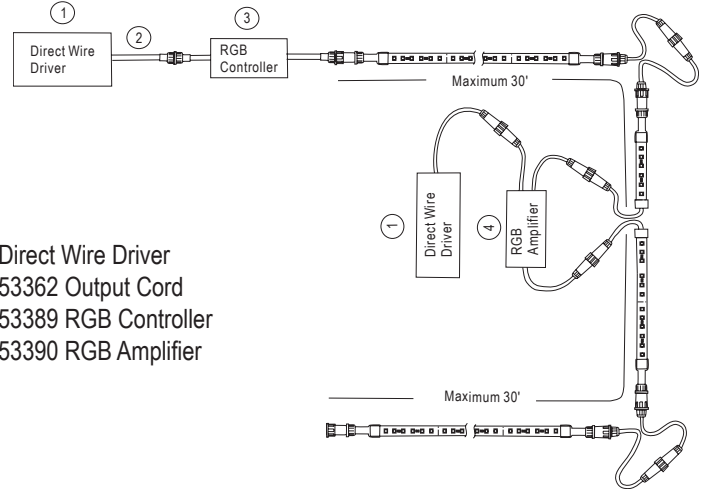 1
2
3
Direct Wire
Driver
RGB
Controller
Maximum 30'
1
Direct Wire
Driver
4
RGB
Amplifier
Direct Wire Driver
53362 Output Cord
53389 RGB Controller
53390 RGB Amplifier
Maximum 30'